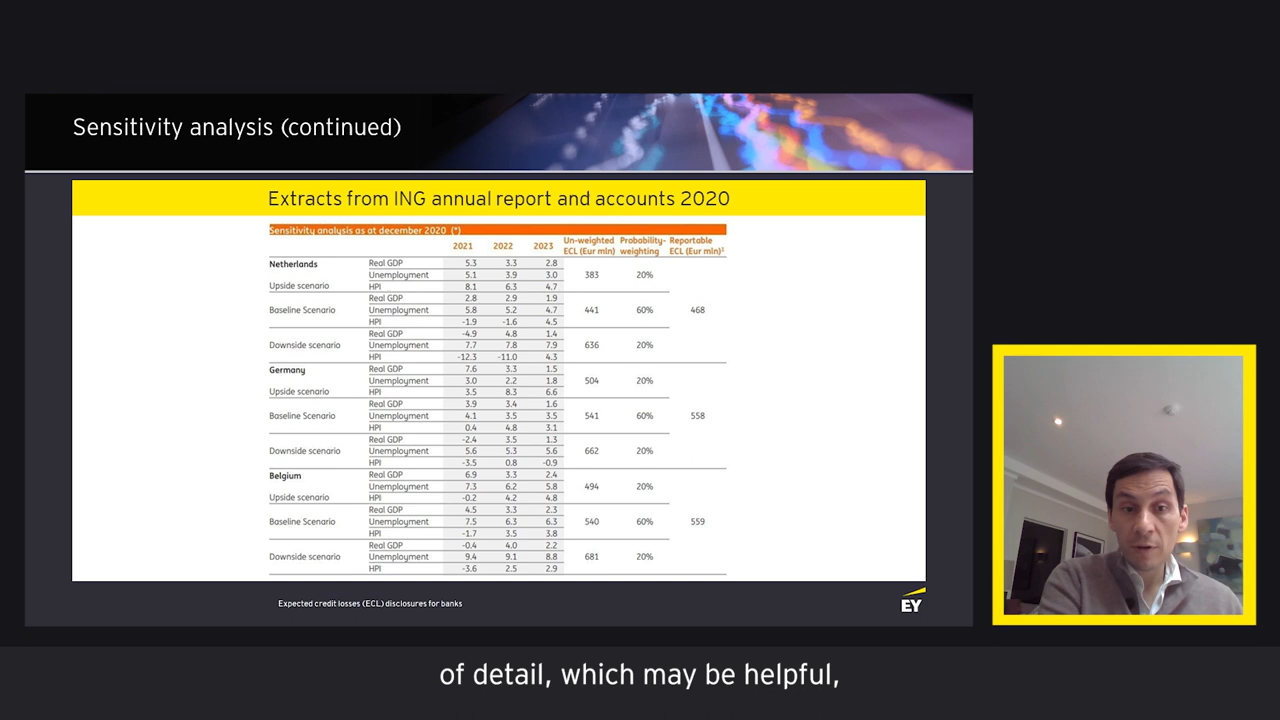 Sensitivity analysis (continued)
Extracts from ING annual report and accounts 2020
Sensitivity analysis as at december 2020 (*)
2021 2022 2023 Un-weighted ECL (Eur mln) Probability-weighting Reportable ECL (Eur mln)¹
Netherlands Real GDP 5.3 3.3 2.8
Unemployment 5.1 3.9 3.0 383 20%
Upside scenario HPI 8.1 6.3 4.7
Real GDP 2.8 2.9 1.9
Baseline Scenario Unemployment 5.8 5.2 4.7 441 60% 468
HPI -1.9 -1.6 4.5
Real GDP -4.9 4.8 1.4
Downside scenario Unemployment 7.7 7.8 7.9 636 20%
HPI -12.3 -11.0 4.3
Germany Real GDP 7.6 3.3 1.5
Unemployment 3.0 2.2 1.8 504 20%
Upside scenario HPI 3.5 8.3 6.6
Real GDP 3.9 3.4 1.6
Baseline Scenario Unemployment 4.1 3.5 3.5 541 60% 558
HPI 0.4 4.8 3.1
Real GDP -2.4 3.5 1.3
Downside scenario Unemployment 5.6 5.3 5.6 662 20%
HPI -3.5 0.8 -0.9
Belgium Real GDP 6.9 3.3 2.4
Unemployment 7.3 6.2 5.8 494 20%
Upside scenario HPI -0.2 4.2 4.8
Real GDP 4.5 3.3 2.3
Baseline Scenario Unemployment 7.5 6.3 6.3 540 60% 559
HPI -1.7 3.5 3.8
Real GDP -0.4 4.0 2.2
Downside scenario Unemployment 9.4 9.1 8.8 681 20%
HPI -3.6 2.5 2.9
Expected credit losses (ECL) disclosures for banks
EY
of detail, which may be helpful,